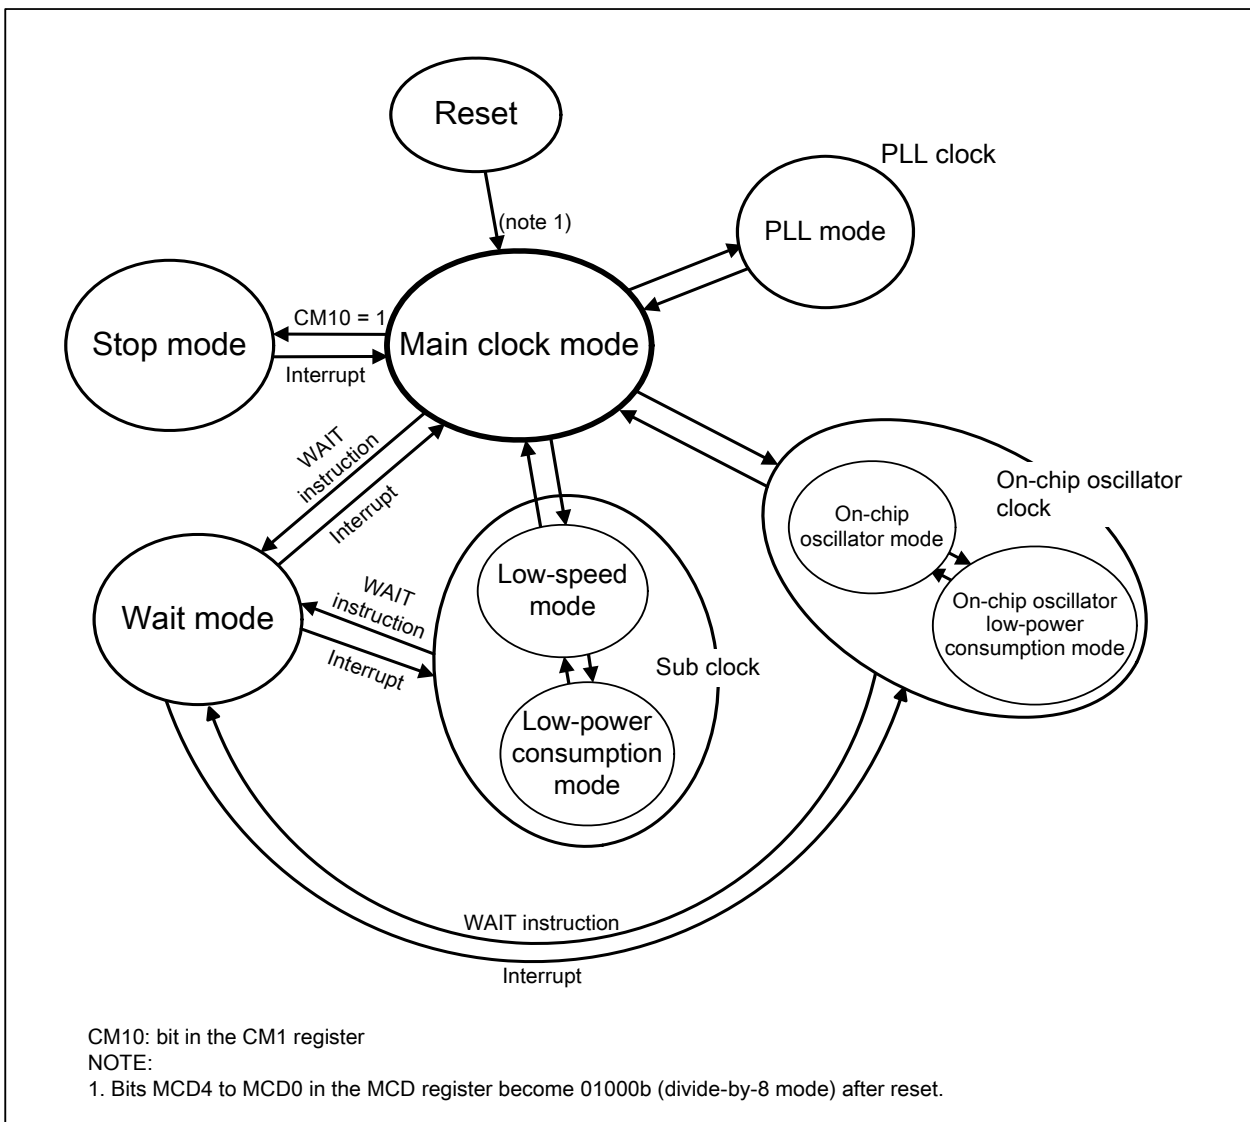 Reset
PLL clock
(note 1)
PLL mode
CM10 = 1
Stop mode
Main clock mode
Interrupt
WAIT
instruction
Interrupt
On-chip oscillator
clock
On-chip
oscillator mode
On-chip oscillator
low-power
consumption mode
Low-speed
mode
WAIT
instruction
Wait mode
Interrupt
Sub clock
Low-power
consumption
mode
WAIT instruction
Interrupt
CM10: bit in the CM1 register
NOTE:
1. Bits MCD4 to MCD0 in the MCD register become 01000b (divide-by-8 mode) after reset.